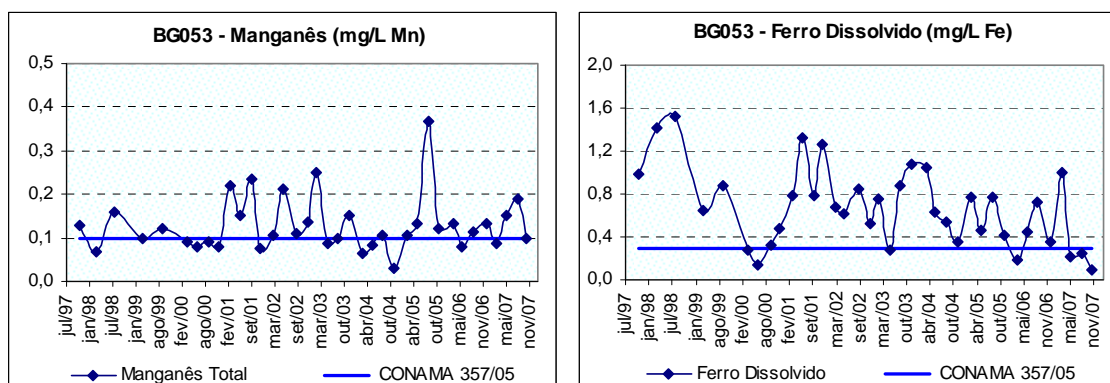 BG053 - Manganês (mg/L Mn)
0,5
0,4
0,3
0,2
0,1
0,0
jul/97
jan/98
jul/98
jan/99
ago/99
fev/00
ago/00
fev/01
set/01
mar/02
set/02
mar/03
out/03
abr/04
out/04
abr/05
out/05
mai/06
nov/06
mai/07
nov/07
Manganês Total
CONAMA 357/05
BG053 - Ferro Dissolvido (mg/L Fe)
2,0
1,6
1,2
0,8
0,4
0,0
jul/97
jan/98
jul/98
jan/99
ago/99
fev/00
ago/00
fev/01
set/01
mar/02
set/02
mar/03
out/03
abr/04
out/04
abr/05
out/05
mai/06
nov/06
mai/07
nov/07
Ferro Dissolvido
CONAMA 357/05